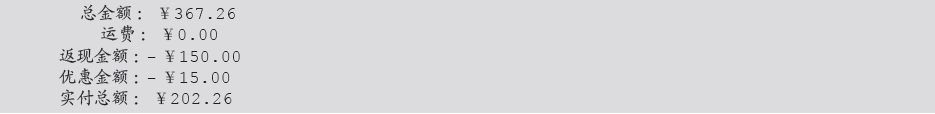 总金额： ￥367.26
运费： ￥0.00
返现金额：- ￥150.00
优惠金额：- ￥15.00
实付总额： ￥202.26